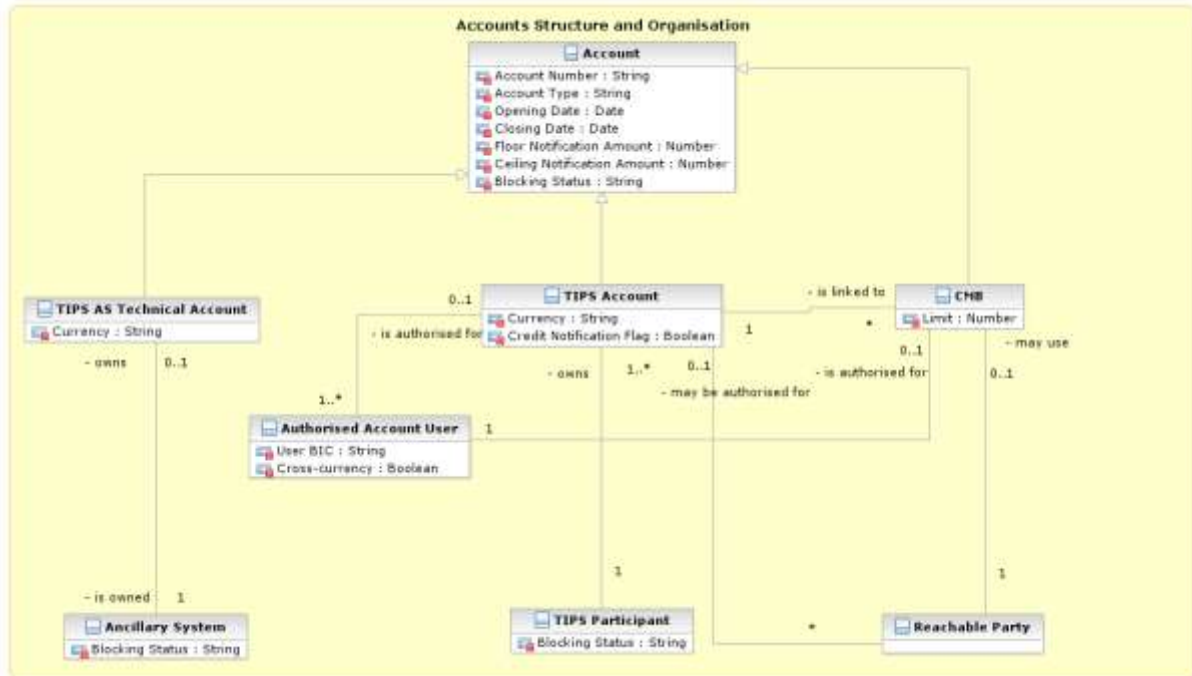 Accounts Structure and Organisation
Account
Account Number : String
Account Type : String
Opening Date : Date
Closing Date : Date
Floor Notification Amount : Number
Ceiling Notification Amount : Number
Blocking Status : String
TIPS AS Technical Account
Currency : String
0..1
TIPS Account
Currency : String
Credit Notification Flag : Boolean
- is linked to
1
*
CMB
Limit : Number
- is authorised for
- owns
0..1
- owns
1..*
0..1
- may be authorised for
0..1
- is authorised for
- may use
0..1
1..*
Authorised Account User
User BIC : String
Cross-currency : Boolean
1
1
1
- is owned
1
Ancillary System
Blocking Status : String
TIPS Participant
Blocking Status : String
*
Reachable Party